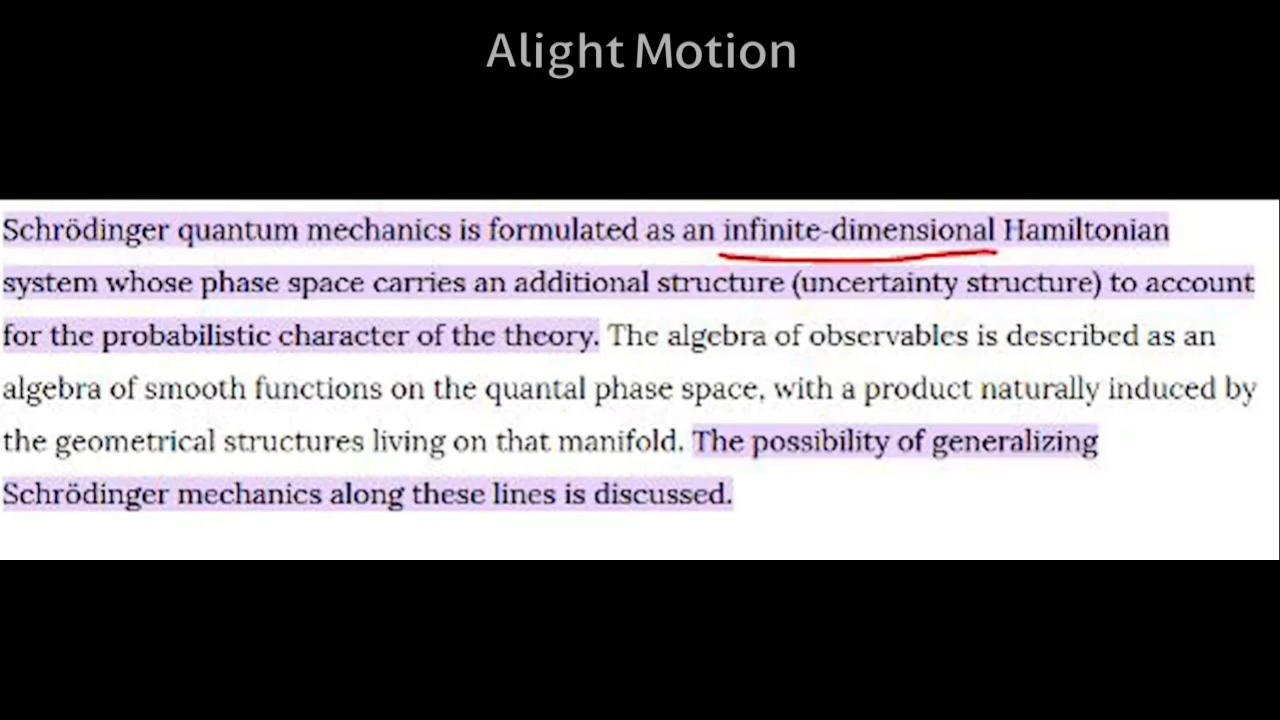 Alight Motion
Schrödinger quantum mechanics is formulated as an infinite-dimensional Hamiltonian
system whose phase space carries an additional structure (uncertainty structure) to account
for the probabilistic character of the theory. The algebra of observables is described as an
algebra of smooth functions on the quantal phase space, with a product naturally induced by
the geometrical structures living on that manifold. The possibility of generalizing
Schrödinger mechanics along these lines is discussed.